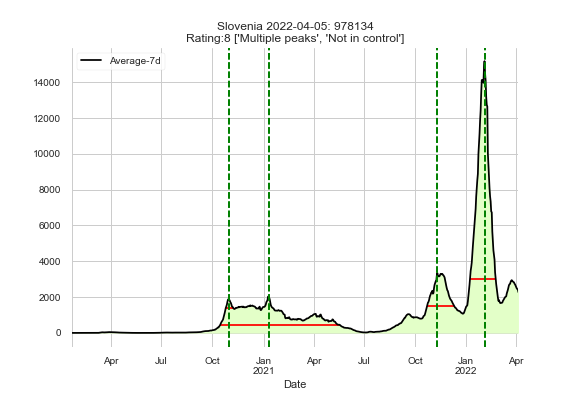 Slovenia 2022-04-05: 978134
Rating:8 ['Multiple peaks', 'Not in control']
Average-7d
14000
12000
10000
8000
6000
4000
2000
0
Apr Jul Oct Jan Apr Jul Oct Jan Apr
2021 2022
Date